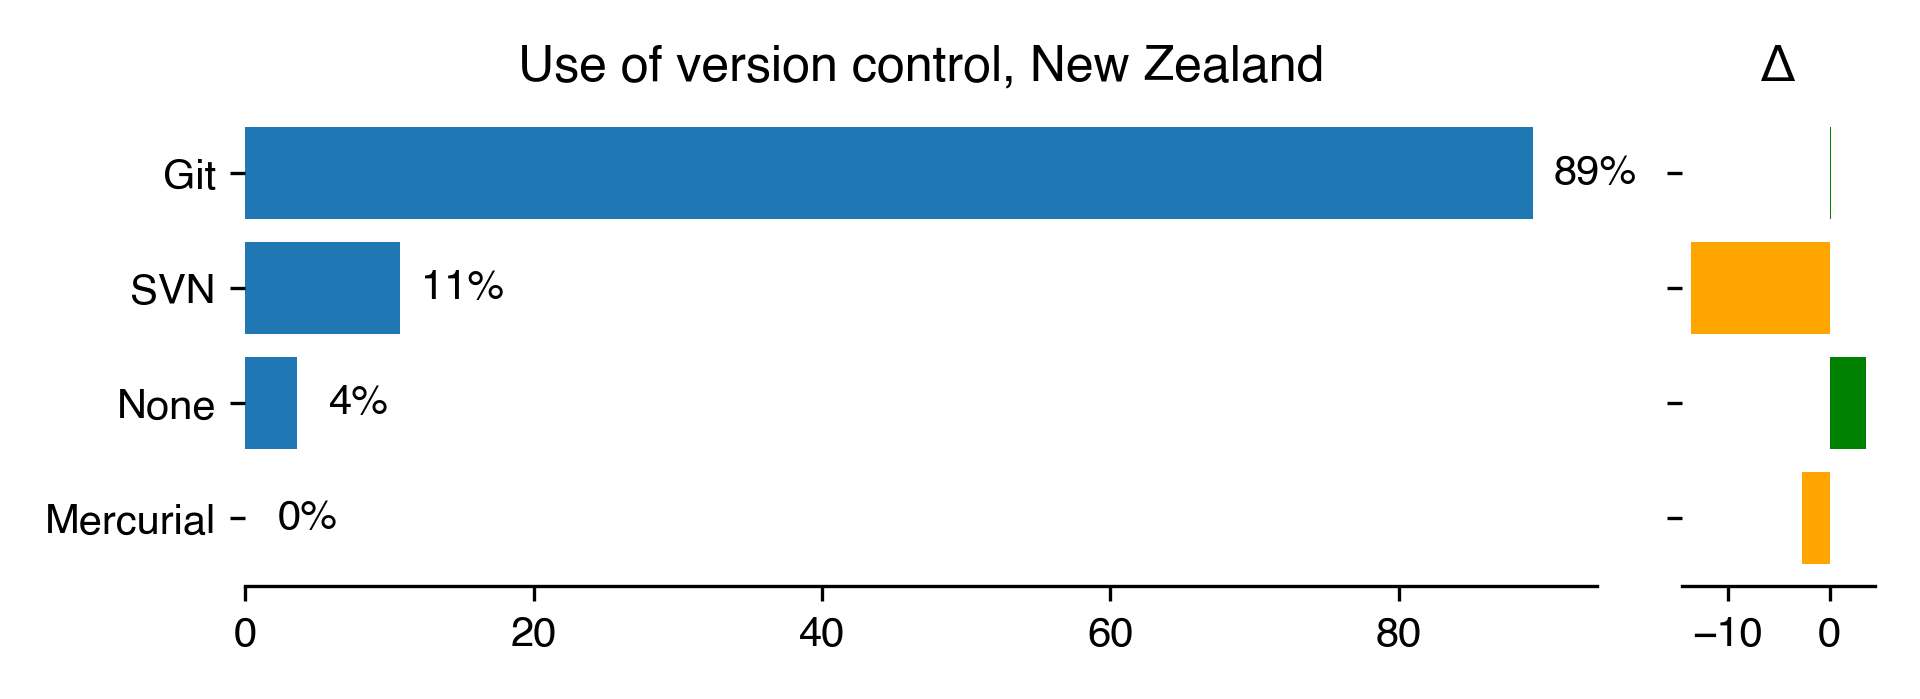 Use of version control, New Zealand
Δ
Git
89%
SVN
11%
None
4%
Mercurial
0%
0 20 40 60 80
−10 0